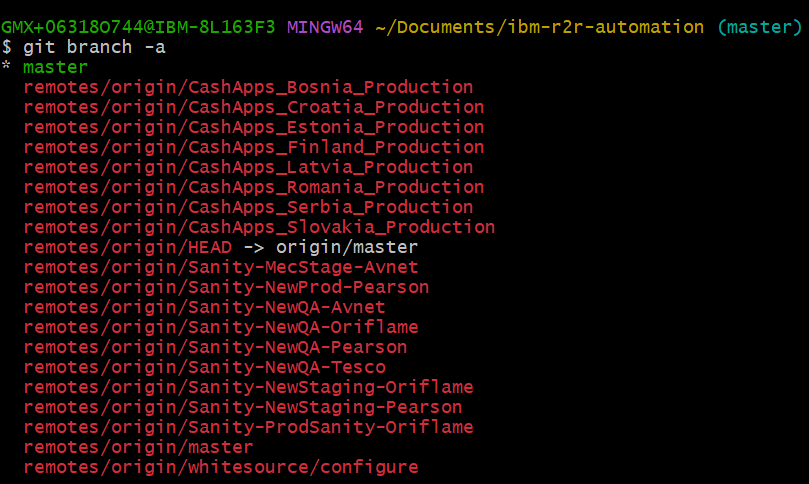 GMX+06318O744@IBM-8L163F3 MINGW64 ~/Documents/ibm-r2r-automation (master)
$ git branch -a
* master
remotes/origin/CashApps_Bosnia_Production
remotes/origin/CashApps_Croatia_Production
remotes/origin/CashApps_Estonia_Production
remotes/origin/CashApps_Finland_Production
remotes/origin/CashApps_Latvia_Production
remotes/origin/CashApps_Romania_Production
remotes/origin/CashApps_Serbia_Production
remotes/origin/CashApps_Slovakia_Production
remotes/origin/HEAD -> origin/master
remotes/origin/Sanity-MecStage-Avnet
remotes/origin/Sanity-NewProd-Pearson
remotes/origin/Sanity-NewQA-Avnet
remotes/origin/Sanity-NewQA-Oriflame
remotes/origin/Sanity-NewQA-Pearson
remotes/origin/Sanity-NewQA-Tesco
remotes/origin/Sanity-NewStaging-Oriflame
remotes/origin/Sanity-NewStaging-Pearson
remotes/origin/Sanity-ProdSanity-Oriflame
remotes/origin/master
remotes/origin/whitesource/configure